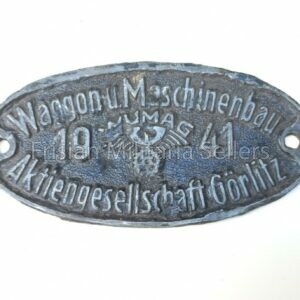 Waggon-u. Maschinenbau
WUMAG
19 41
Aktiengesellschaft Görlitz